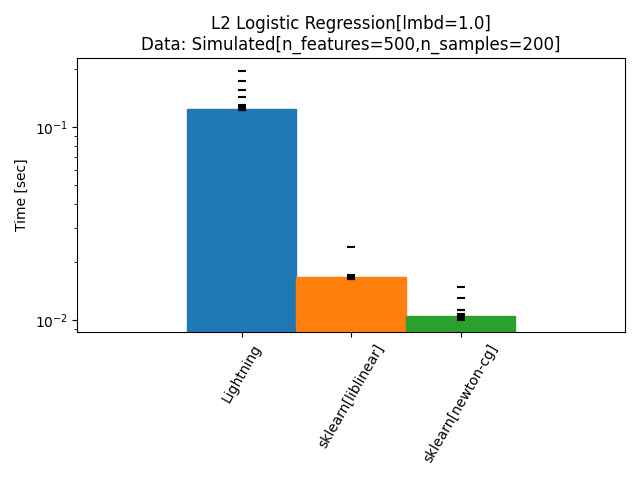 L2 Logistic Regression[lmbd=1.0]
Data: Simulated[n_features=500,n_samples=200]
Time [sec]
10⁻¹
10⁻²
Lightning
sklearn[liblinear]
sklearn[newton-cg]